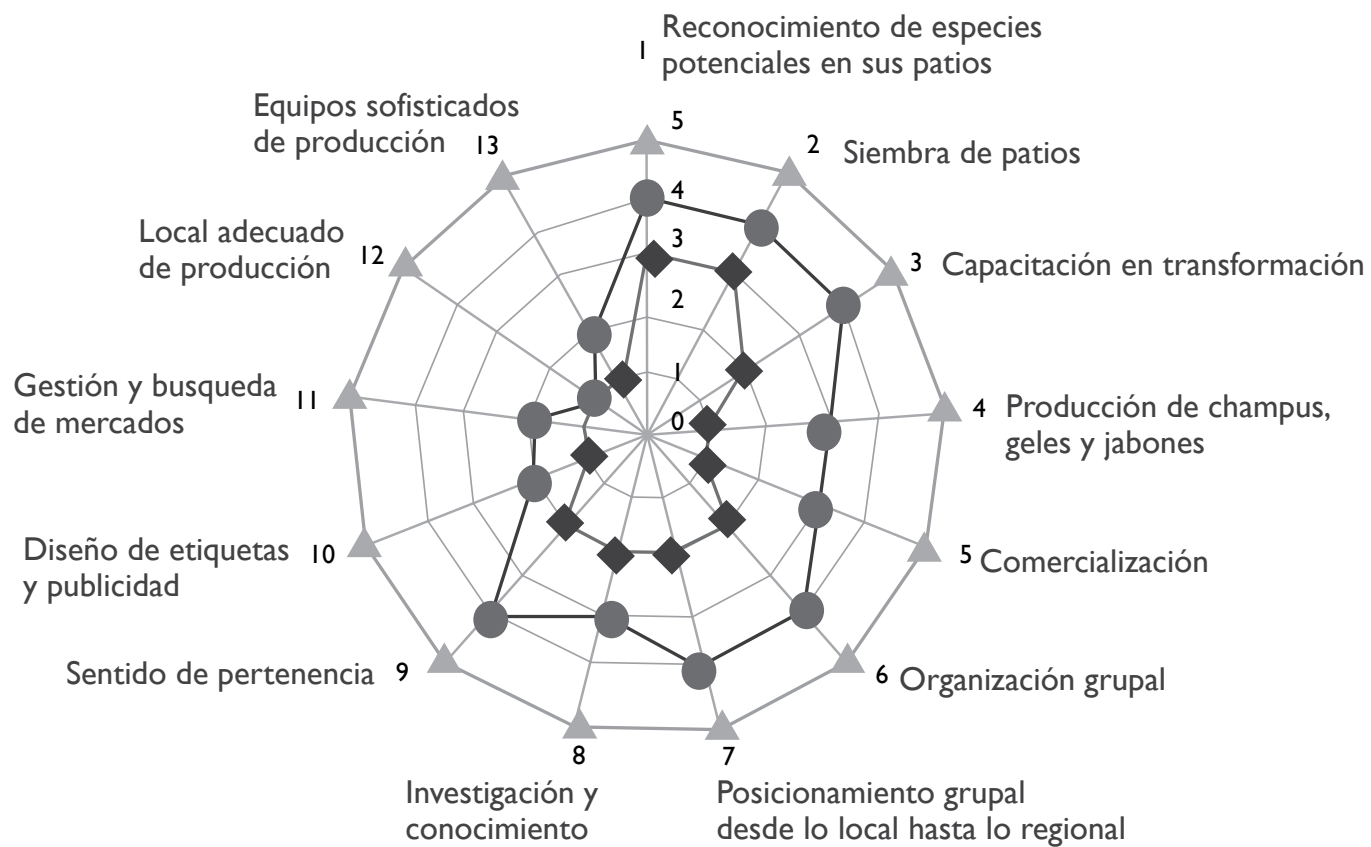 1 Reconocimiento de especies
potenciales en sus patios
2 Siembra de patios
3 Capacitación en transformación
4 Producción de champus,
geles y jabones
5 Comercialización
6 Organización grupal
7
Posicionamiento grupal
desde lo local hasta lo regional
8
Investigación y
conocimiento
Sentido de pertenencia 9
Diseño de etiquetas 10
y publicidad
Gestión y busqueda 11
de mercados
Local adecuado 12
de producción
Equipos sofisticados
de producción 13
5
4
3
2
1
0